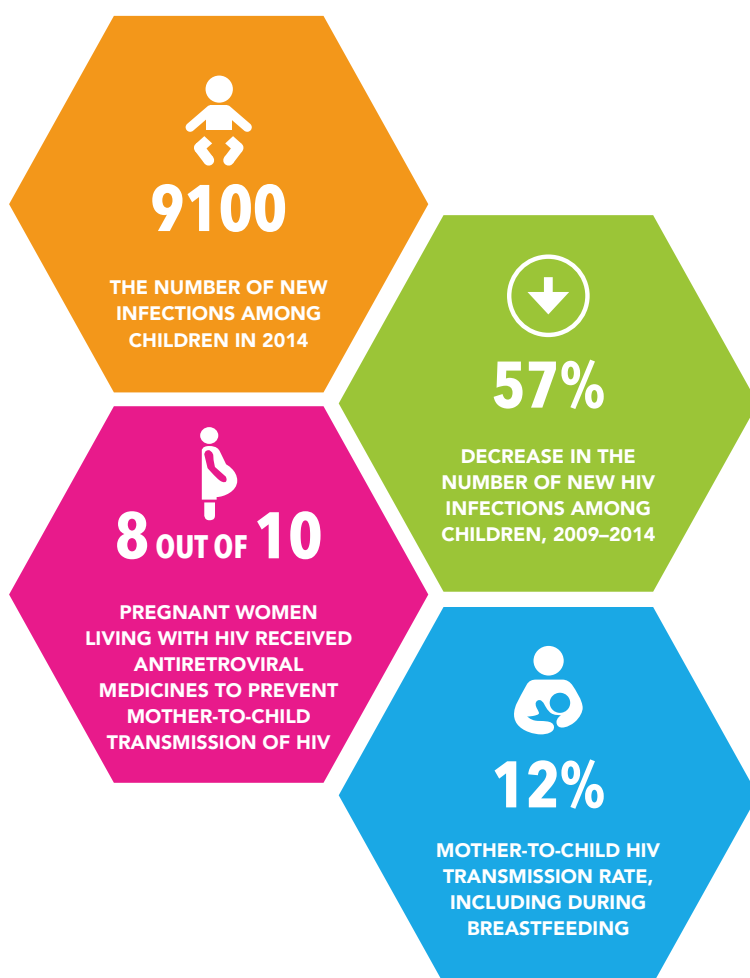 9100
THE NUMBER OF NEW
INFECTIONS AMONG
CHILDREN IN 2014
57%
DECREASE IN THE
NUMBER OF NEW HIV
INFECTIONS AMONG
CHILDREN, 2009–2014
8 OUT OF 10
PREGNANT WOMEN
LIVING WITH HIV RECEIVED
ANTIRETROVIRAL
MEDICINES TO PREVENT
MOTHER-TO-CHILD
TRANSMISSION OF HIV
12%
MOTHER-TO-CHILD HIV
TRANSMISSION RATE,
INCLUDING DURING
BREASTFEEDING